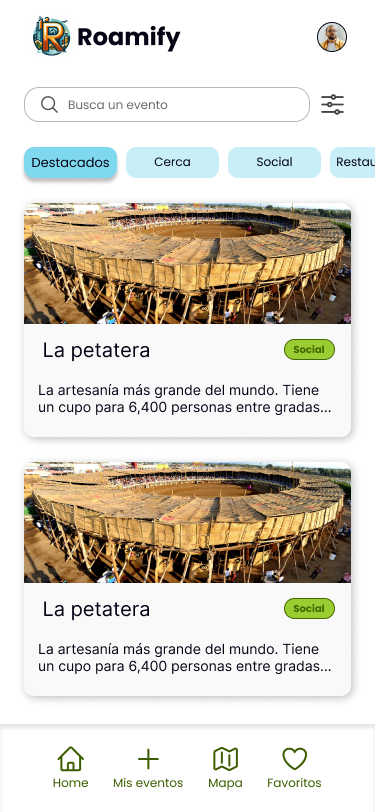 Roamify
Busca un evento
Destacados
Cerca
Social
Restau
La petatera
Social
La artesanía más grande del mundo. Tiene
un cupo para 6,400 personas entre gradas...
La petatera
Social
La artesanía más grande del mundo. Tiene
un cupo para 6,400 personas entre gradas...
Home
Mis eventos
Mapa
Favoritos